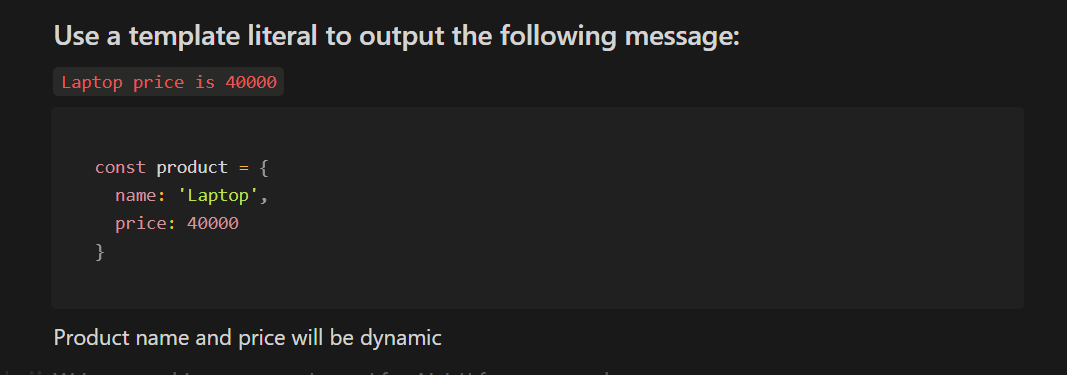 Use a template literal to output the following message:
Laptop price is 40000
const product = {
name: 'Laptop',
price: 40000
}
Product name and price will be dynamic